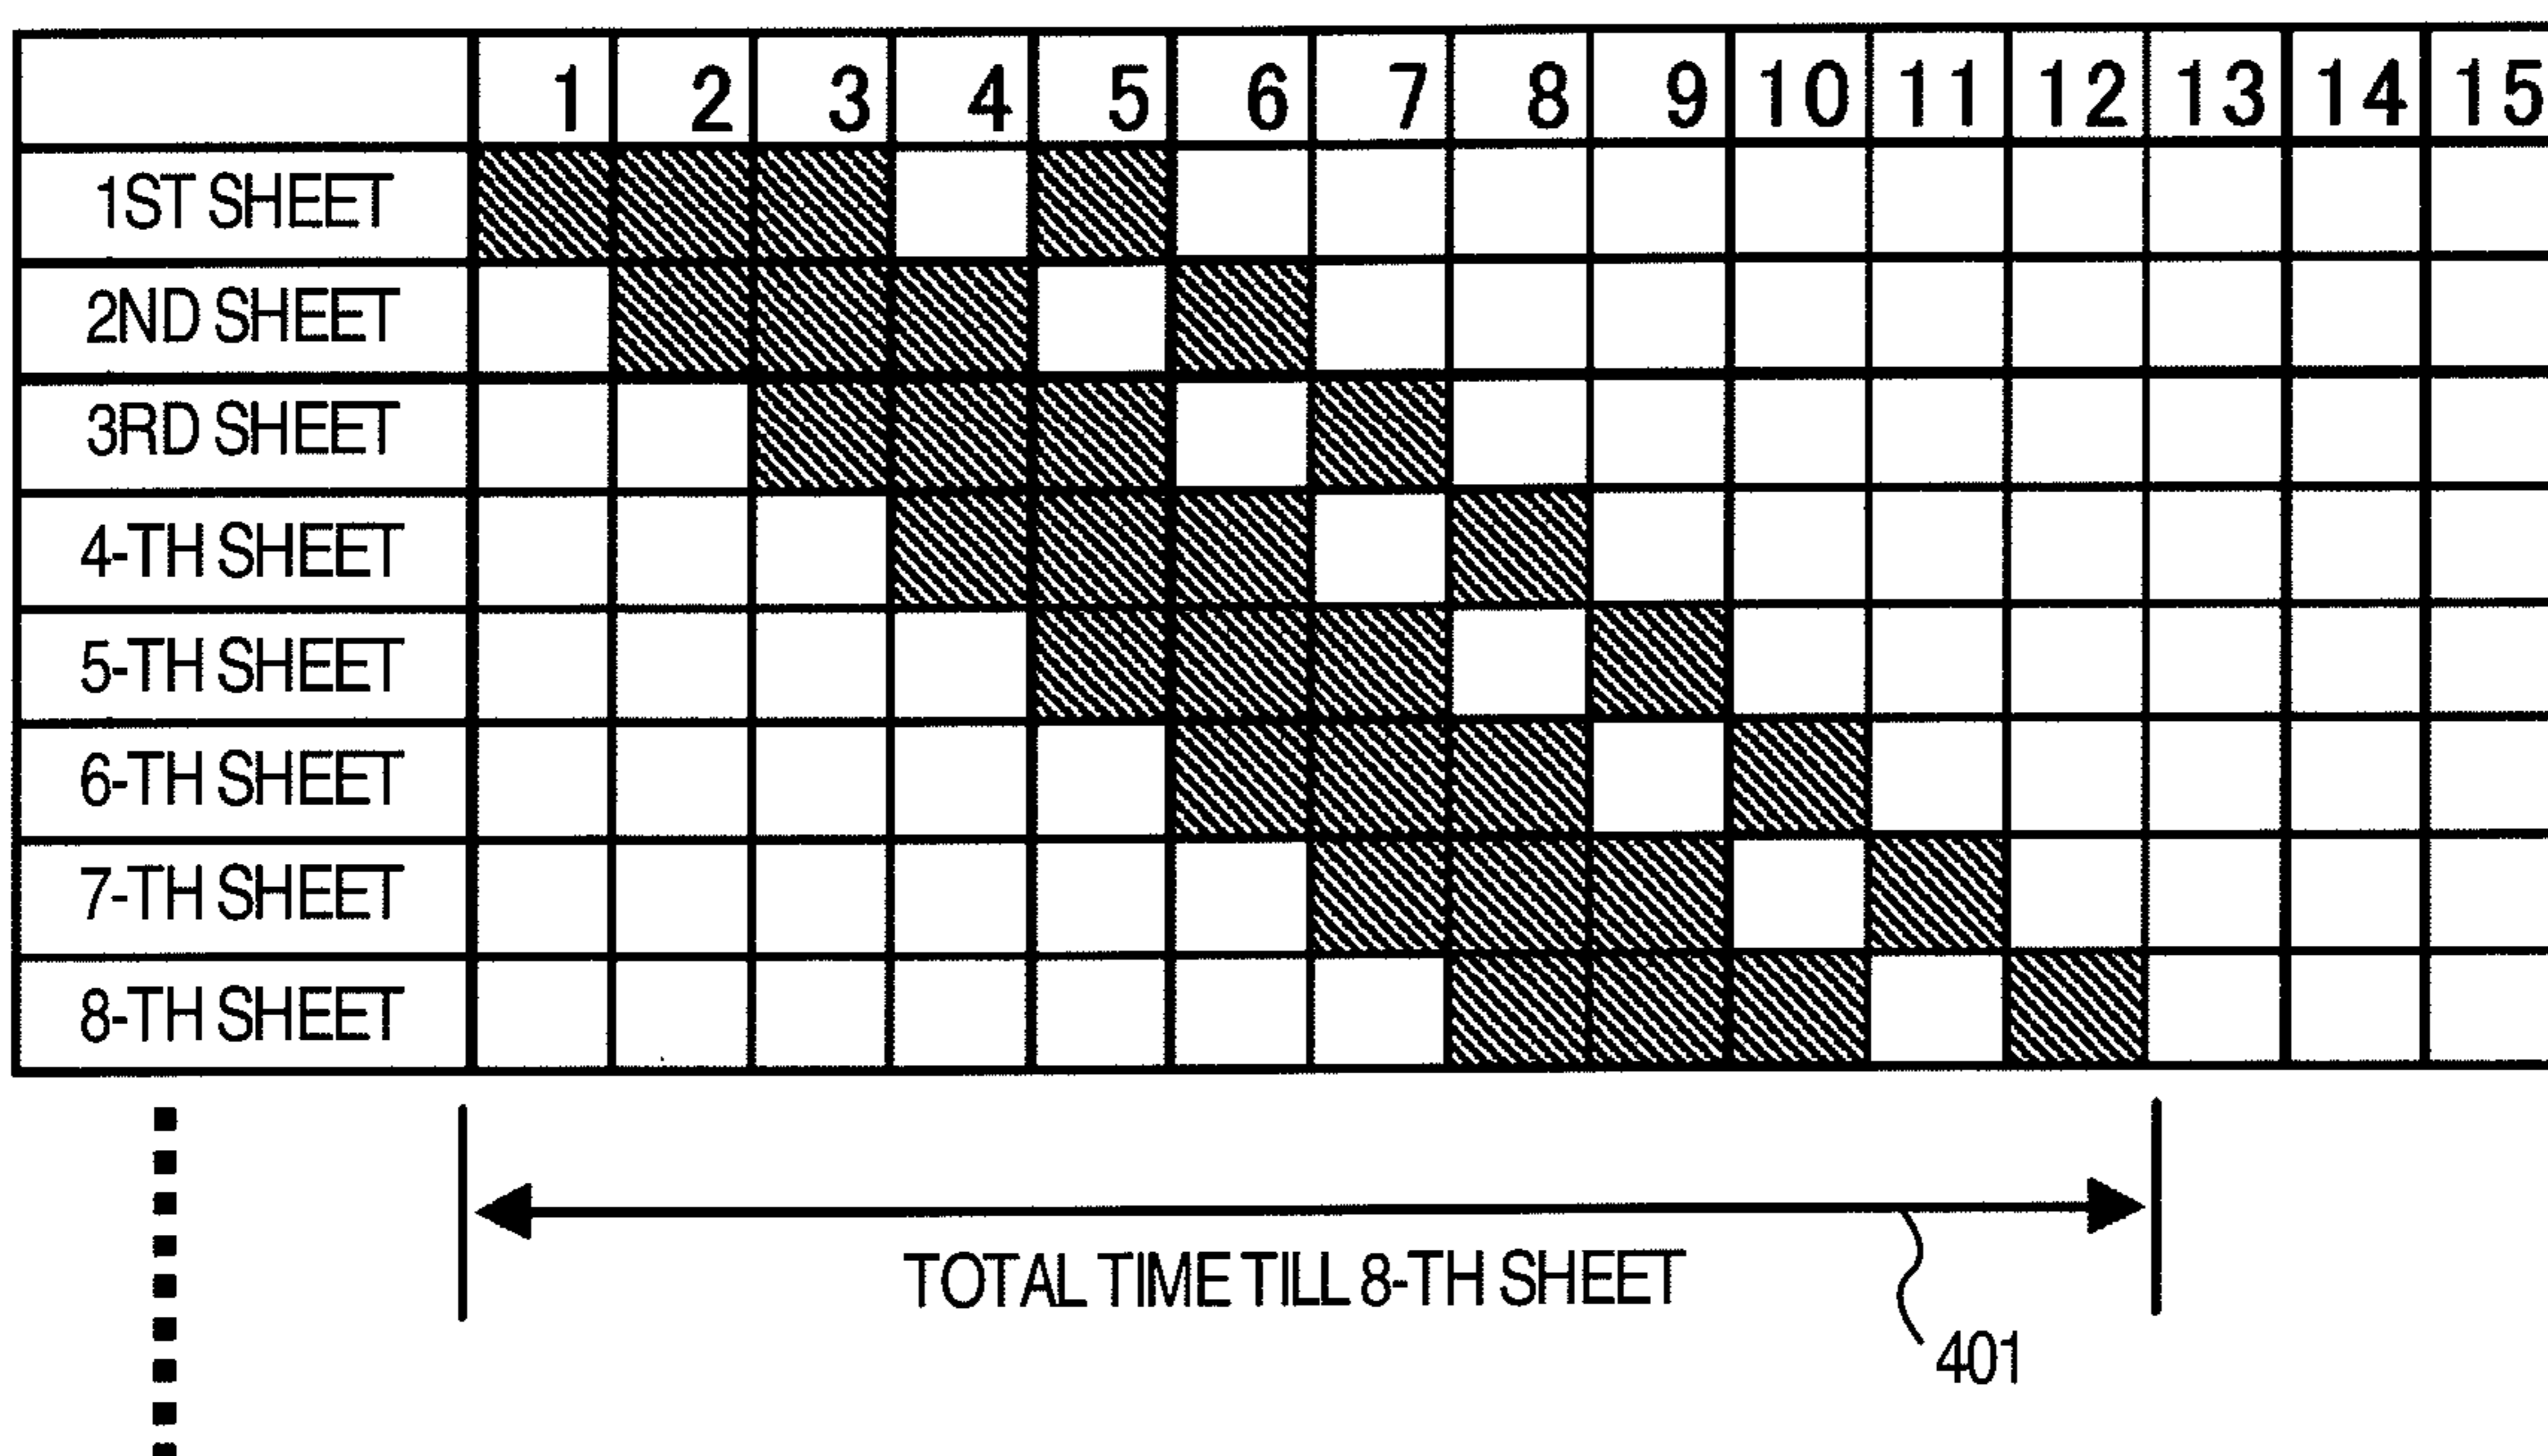 1 2 3 4 5 6 7 8 9 10 11 12 13 14 15
1ST SHEET
2ND SHEET
3RD SHEET
4-TH SHEET
5-TH SHEET
6-TH SHEET
7-TH SHEET
8-TH SHEET
TOTAL TIME TILL 8-TH SHEET
401